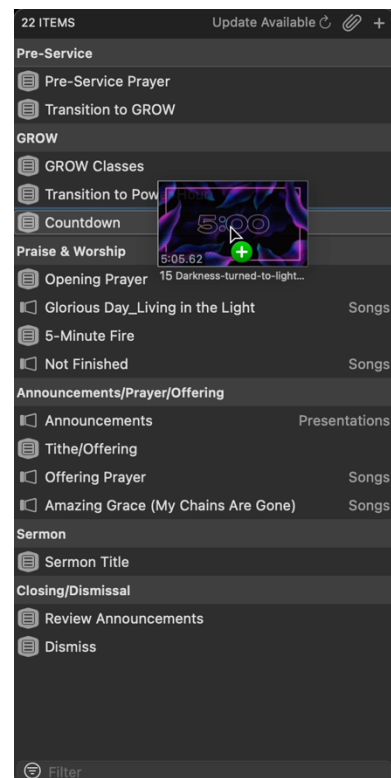 22 ITEMS Update Available
Pre-Service
Pre-Service Prayer
Transition to GROW
GROW
GROW Classes
Transition to Pow
Countdown
5:00
5:05.62
15 Darkness-turned-to-light...
Praise & Worship
Opening Prayer
Glorious Day_Living in the Light Songs
5-Minute Fire
Not Finished Songs
Announcements/Prayer/Offering
Announcements Presentations
Tithe/Offering
Offering Prayer Songs
Amazing Grace (My Chains Are Gone) Songs
Sermon
Sermon Title
Closing/Dismissal
Review Announcements
Dismiss
Filter